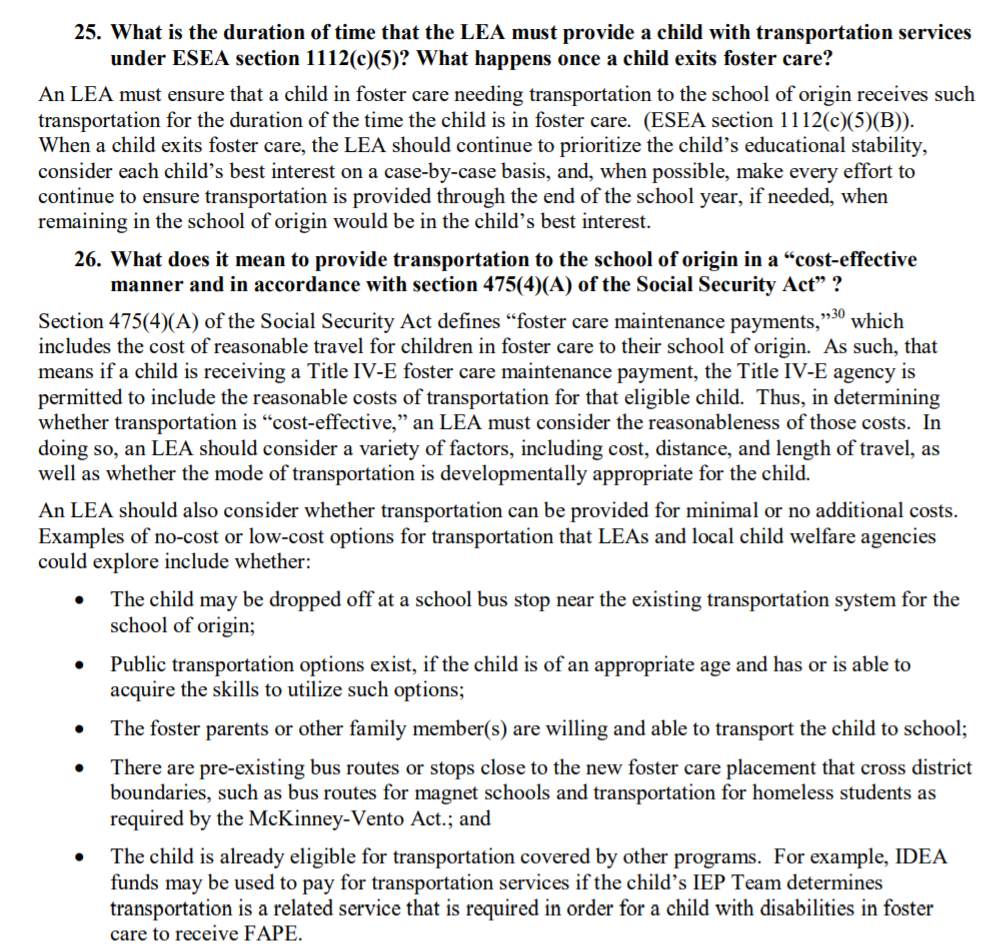 25. What is the duration of time that the LEA must provide a child with transportation services
under ESEA section 1112(c)(5)? What happens once a child exits foster care?
An LEA must ensure that a child in foster care needing transportation to the school of origin receives such
transportation for the duration of the time the child is in foster care.  (ESEA section 1112(c)(5)(B)).
When a child exits foster care, the LEA should continue to prioritize the child’s educational stability,
consider each child’s best interest on a case-by-case basis, and, when possible, make every effort to
continue to ensure transportation is provided through the end of the school year, if needed, when
remaining in the school of origin would be in the child’s best interest.
26. What does it mean to provide transportation to the school of origin in a “cost-effective
manner and in accordance with section 475(4)(A) of the Social Security Act” ?
Section 475(4)(A) of the Social Security Act defines “foster care maintenance payments,”30 which
includes the cost of reasonable travel for children in foster care to their school of origin.  As such, that
means if a child is receiving a Title IV-E foster care maintenance payment, the Title IV-E agency is
permitted to include the reasonable costs of transportation for that eligible child.  Thus, in determining
whether transportation is “cost-effective,” an LEA must consider the reasonableness of those costs.  In
doing so, an LEA should consider a variety of factors, including cost, distance, and length of travel, as
well as whether the mode of transportation is developmentally appropriate for the child.
An LEA should also consider whether transportation can be provided for minimal or no additional costs.
Examples of no-cost or low-cost options for transportation that LEAs and local child welfare agencies
could explore include whether:
• The child may be dropped off at a school bus stop near the existing transportation system for the
school of origin;
• Public transportation options exist, if the child is of an appropriate age and has or is able to
acquire the skills to utilize such options;
• The foster parents or other family member(s) are willing and able to transport the child to school;
• There are pre-existing bus routes or stops close to the new foster care placement that cross district
boundaries, such as bus routes for magnet schools and transportation for homeless students as
required by the McKinney-Vento Act.; and
• The child is already eligible for transportation covered by other programs.  For example, IDEA
funds may be used to pay for transportation services if the child’s IEP Team determines
transportation is a related service that is required in order for a child with disabilities in foster
care to receive FAPE.